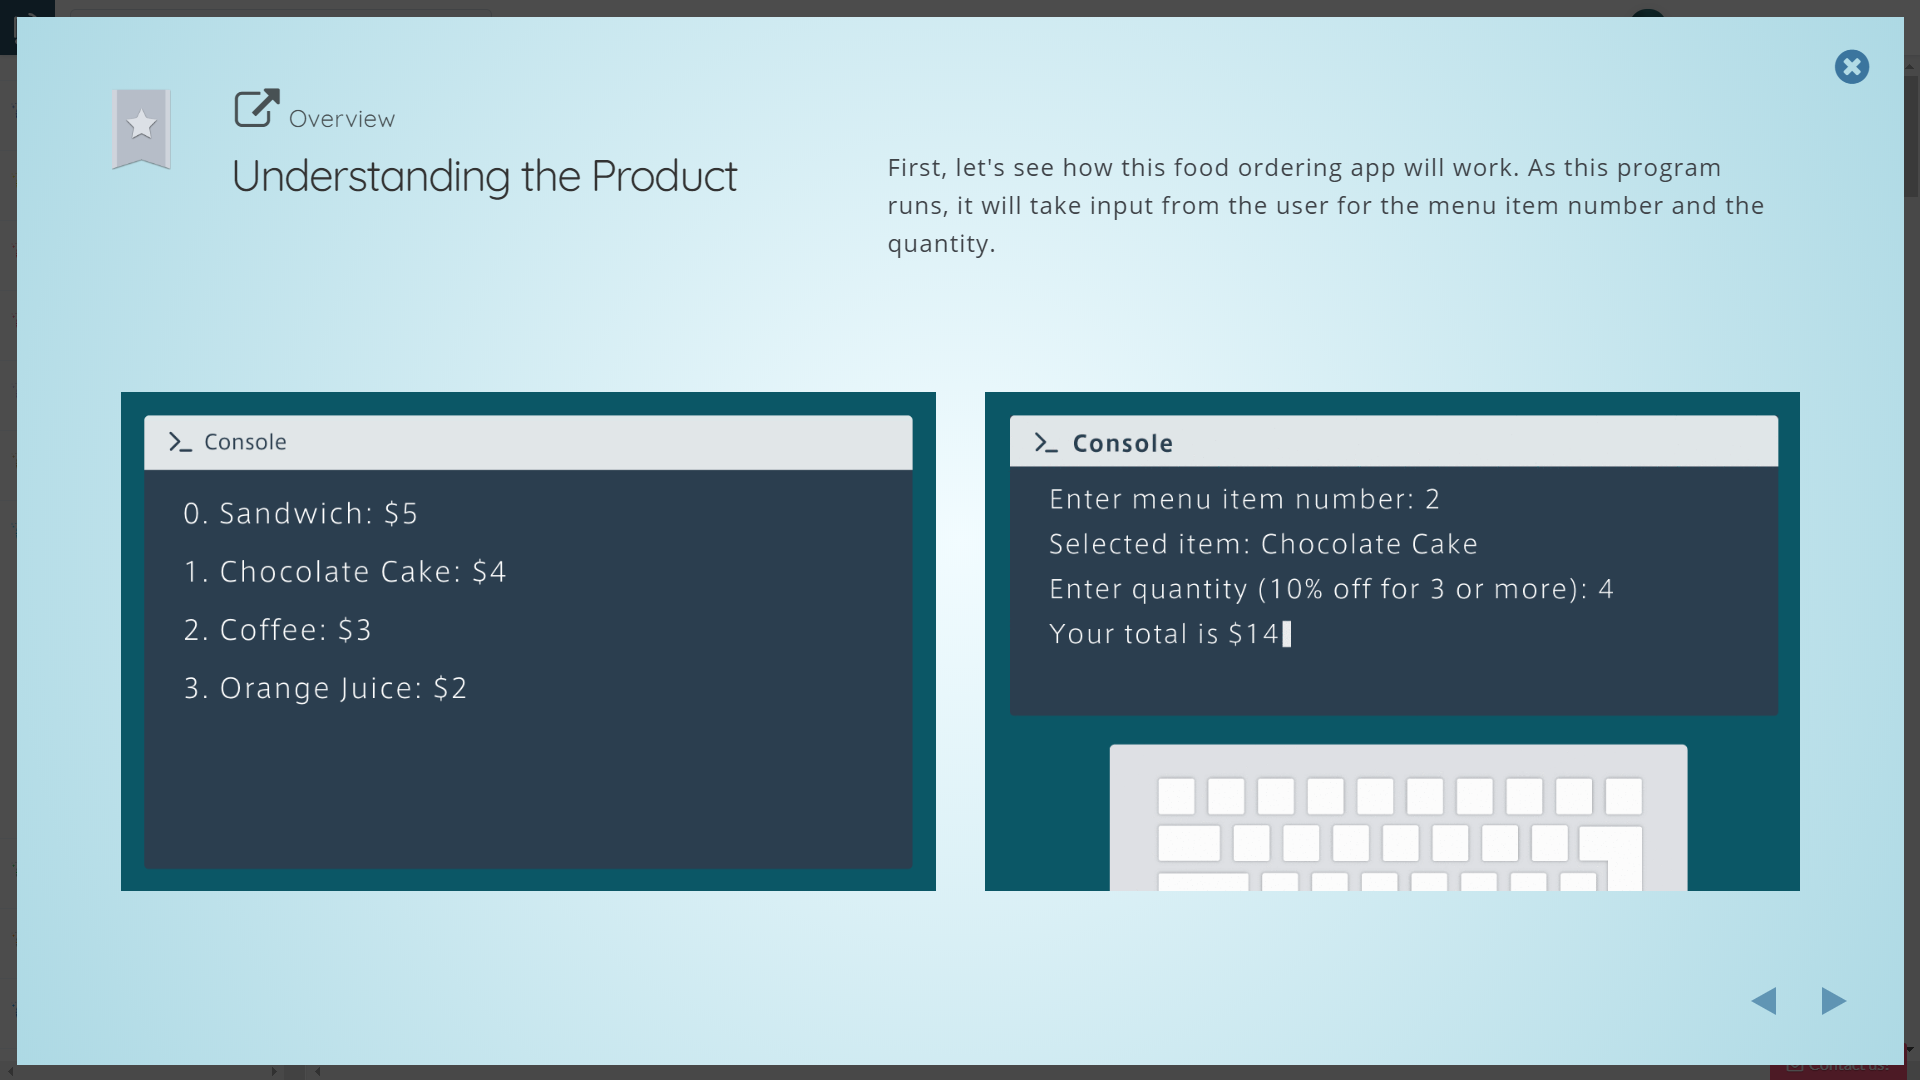 Overview
Understanding the Product
First, let's see how this food ordering app will work. As this program
runs, it will take input from the user for the menu item number and the
quantity.
Console
0. Sandwich: $5
1. Chocolate Cake: $4
2. Coffee: $3
3. Orange Juice: $2
Console
Enter menu item number: 2
Selected item: Chocolate Cake
Enter quantity (10% off for 3 or more): 4
Your total is $14
Contact us!